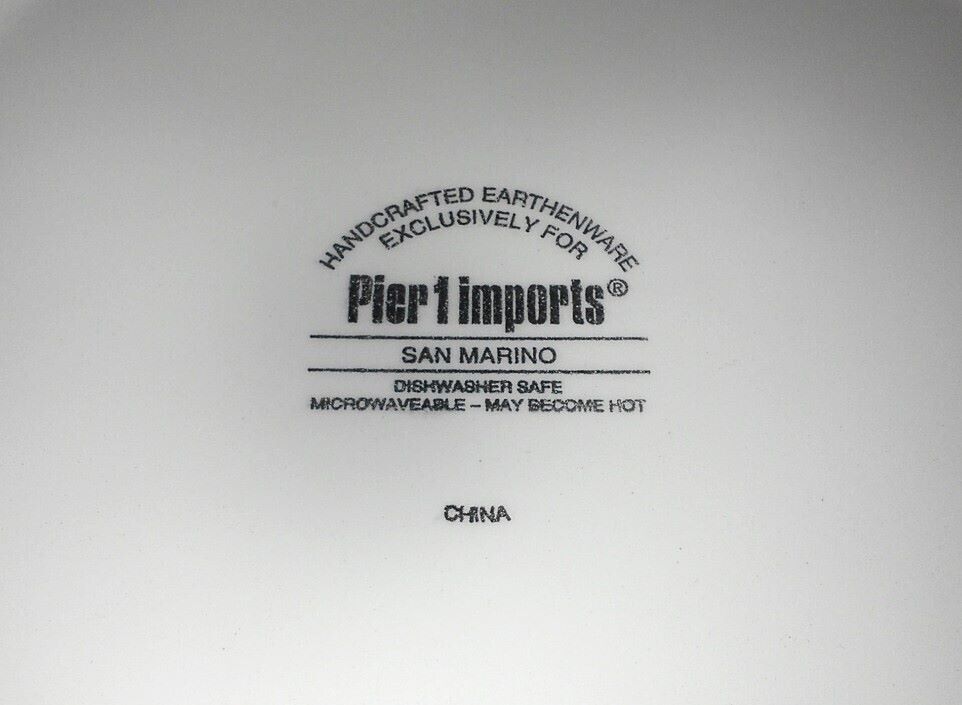 HANDCRAFTED EARTHENWARE
EXCLUSIVELY FOR
Pier 1 imports®
SAN MARINO
DISHWASHER SAFE
MICROWAVEABLE – MAY BECOME HOT
CHINA